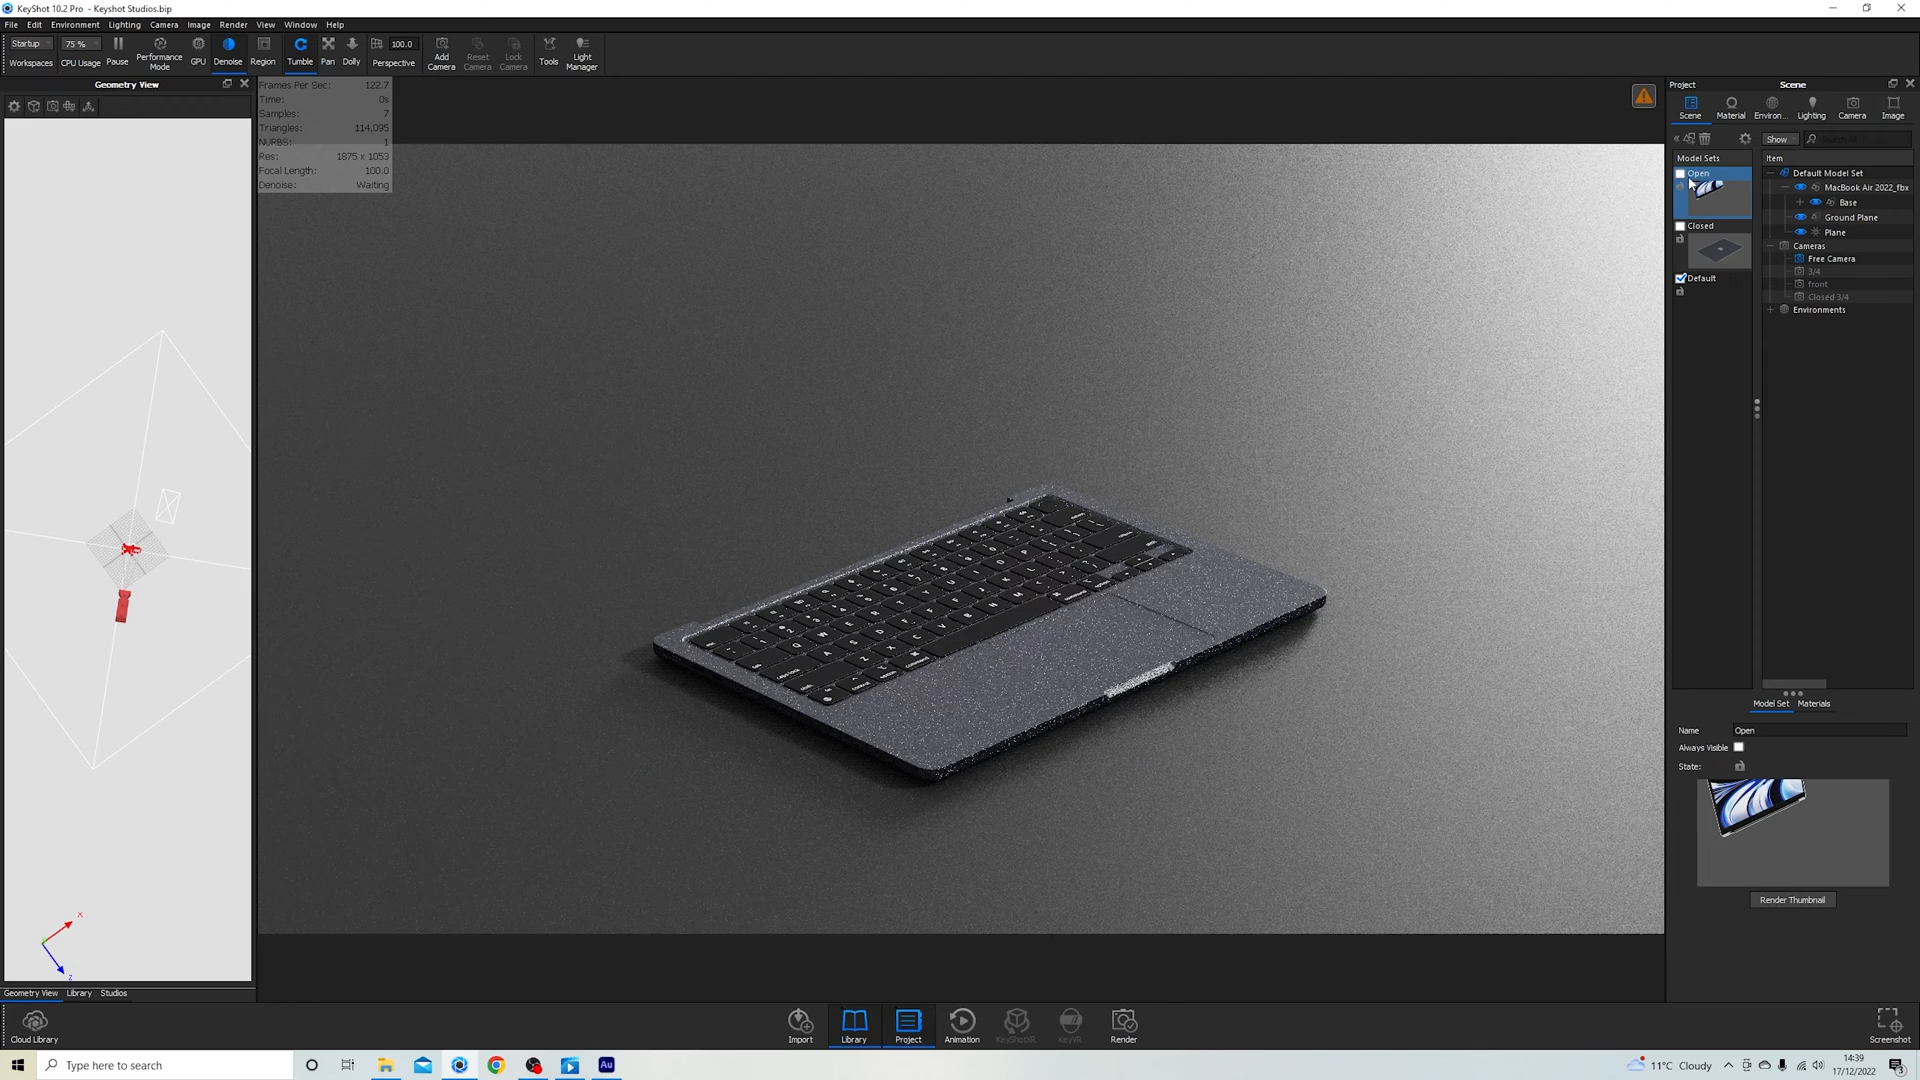 KeyShot 10.2 Pro - Keyshot Studios.bip
File Edit Environment Lighting Camera Image Render View Window Help
Startup 75 % 100.0
Workspaces CPU Usage Pause Performance Mode GPU Denoise Region Tumble Pan Dolly Perspective Add Camera Reset Camera Lock Camera Tools Light Manager
Geometry View
Frames Per Sec: 122.7
Time: 0s
Samples: 7
Triangles: 114,095
NURBS: 1
Res: 1875 x 1053
Focal Length: 100.0
Denoise: Waiting
Project Scene
Scene Material Environ... Lighting Camera Image
Show
Model Sets Item
Open
Closed
Default
Default Model Set
MacBook Air 2022_fbx
Base
Ground Plane
Plane
Cameras
Free Camera
3/4
front
Closed 3/4
Environments
Model Set Materials
Name Open
Always Visible
State:
Render Thumbnail
X
Z
Geometry View Library Studios
Cloud Library Import Library Project Animation KeyShotXR KeyVR Render Screenshot
Type here to search
Au
11°C Cloudy
14:39
17/12/2022
3